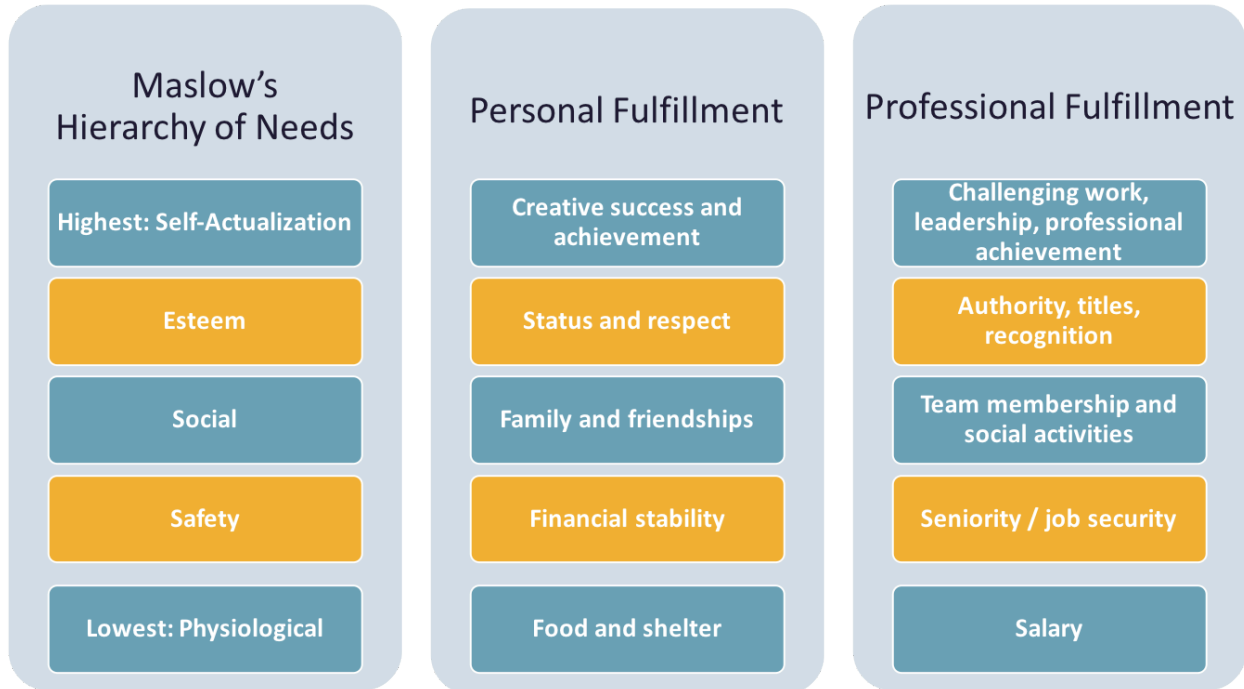 Maslow's
Hierarchy of Needs
Highest: Self-Actualization
Esteem
Social
Safety
Lowest: Physiological
Personal Fulfillment
Creative success and
achievement
Status and respect
Family and friendships
Financial stability
Food and shelter
Professional Fulfillment
Challenging work,
leadership, professional
achievement
Authority, titles,
recognition
Team membership and
social activities
Seniority / job security
Salary